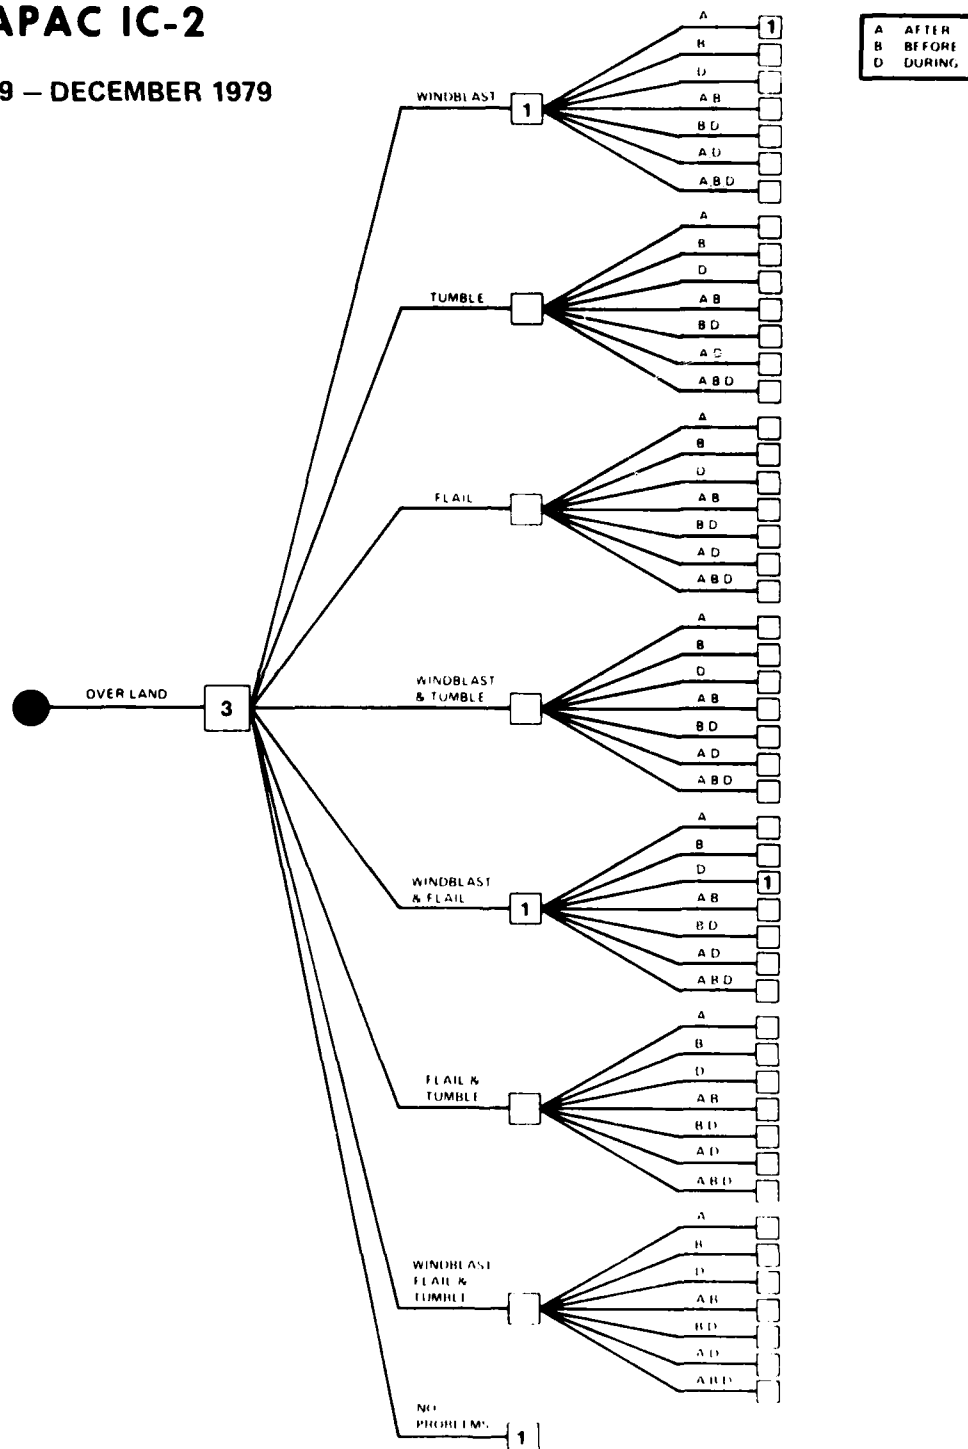 APAC IC-2
9 – DECEMBER 1979
A AFTER
B BEFORE
D DURING
WINDBLAST
1
A
1
B
D
A B
B D
A D
A B D
TUMBLE
A
B
D
A B
B D
A D
A B D
FLAIL
A
B
D
A B
B D
A D
A B D
OVER LAND
3
WINDBLAST
& TUMBLE
A
B
D
A B
B D
A D
A B D
WINDBLAST
& FLAIL
1
A
B
D
1
A B
B D
A D
A B D
FLAIL &
TUMBLE
A
B
D
A B
B D
A D
A B D
WINDBLAST
FLAIL &
TUMBLE
A
B
D
A B
B D
A D
A B D
NO
PROBLEMS
1